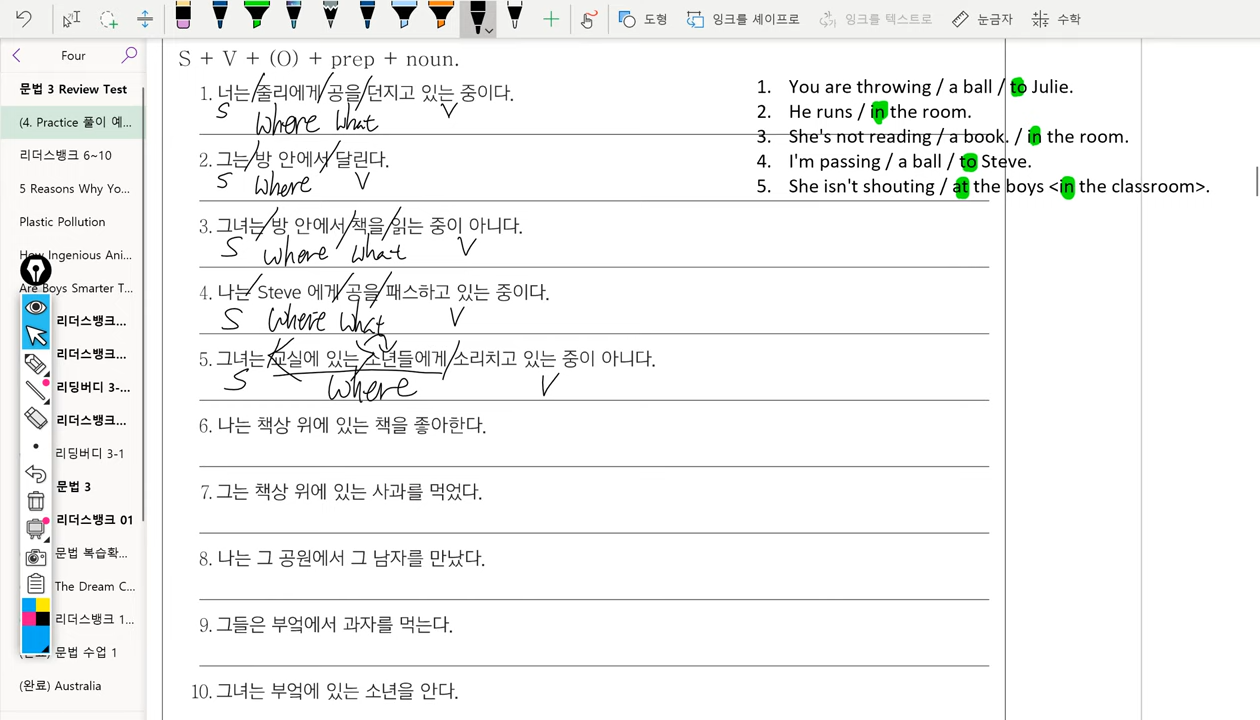 도형
잉크를 셰이프로
잉크를 텍스트로
눈금자
수학
Four
문법 3 Review Test
(4. Practice 풀이 예...
리더스뱅크 6~10
5 Reasons Why Yo...
Plastic Pollution
How Ingenious Ani...
Are Boys Smarter T...
리더스뱅크...
리더스뱅크...
리딩버디 3-...
리더스뱅크...
리딩버디 3-1
문법 3
리더스뱅크 01
문법 복습확...
The Dream C...
리더스뱅크 1...
문법 수업 1
(완료) Australia
S + V + (O) + prep + noun.
1. 너는/줄리에게/공을/던지고 있는 중이다.
S where what V
2. 그는/방 안에서/달린다.
S where V
3. 그녀는/방 안에서/책을/읽는 중이 아니다.
S where what V
4. 나는/Steve 에게/공을/패스하고 있는 중이다.
S where what V
5. 그녀는 <교실에 있는 소년들에게/소리치고 있는 중이 아니다.
S where V
6. 나는 책상 위에 있는 책을 좋아한다.
7. 그는 책상 위에 있는 사과를 먹었다.
8. 나는 그 공원에서 그 남자를 만났다.
9. 그들은 부엌에서 과자를 먹는다.
10. 그녀는 부엌에 있는 소년을 안다.
1. You are throwing / a ball / to Julie.
2. He runs / in the room.
3. She's not reading / a book. / in the room.
4. I'm passing / a ball / to Steve.
5. She isn't shouting / at the boys <in the classroom>.